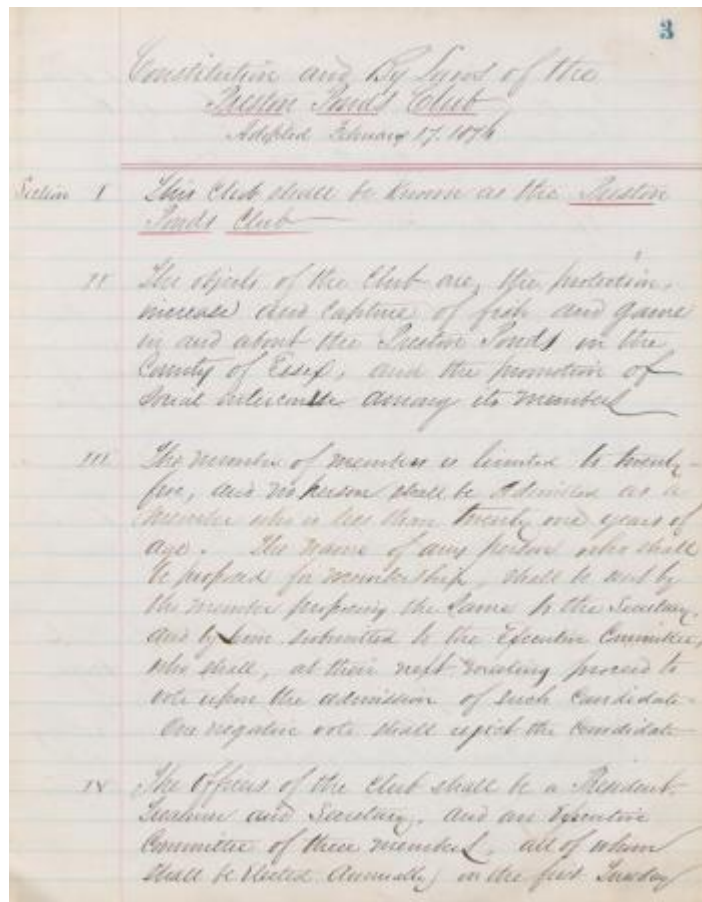 3
Constitution and By Laws of the
Preston Ponds Club
Adopted February 17. 1876
Section I This Club shall be known as the Preston
Ponds Club
II The objects of the Club are, the protection,
increase and capture of fish and game
in and about the Preston Ponds in the
County of Essex, and the promotion of
social intercourse among its members
III The number of members is limited to twenty-
five, and no person shall be admitted as a
member who is less than twenty one years of
age. The name of any person who shall
be proposed for membership, shall be sent by
the member proposing the same to the Secretary,
and by him submitted to the Executive Committee,
who shall, at their next meeting proceed to
vote upon the admission of such candidate
One negative vote shall reject the candidate
IV The Officers of the Club shall be a President,
Treasurer and Secretary, and an Executive
Committee of three members, all of whom
shall be elected annually, on the first Tuesday